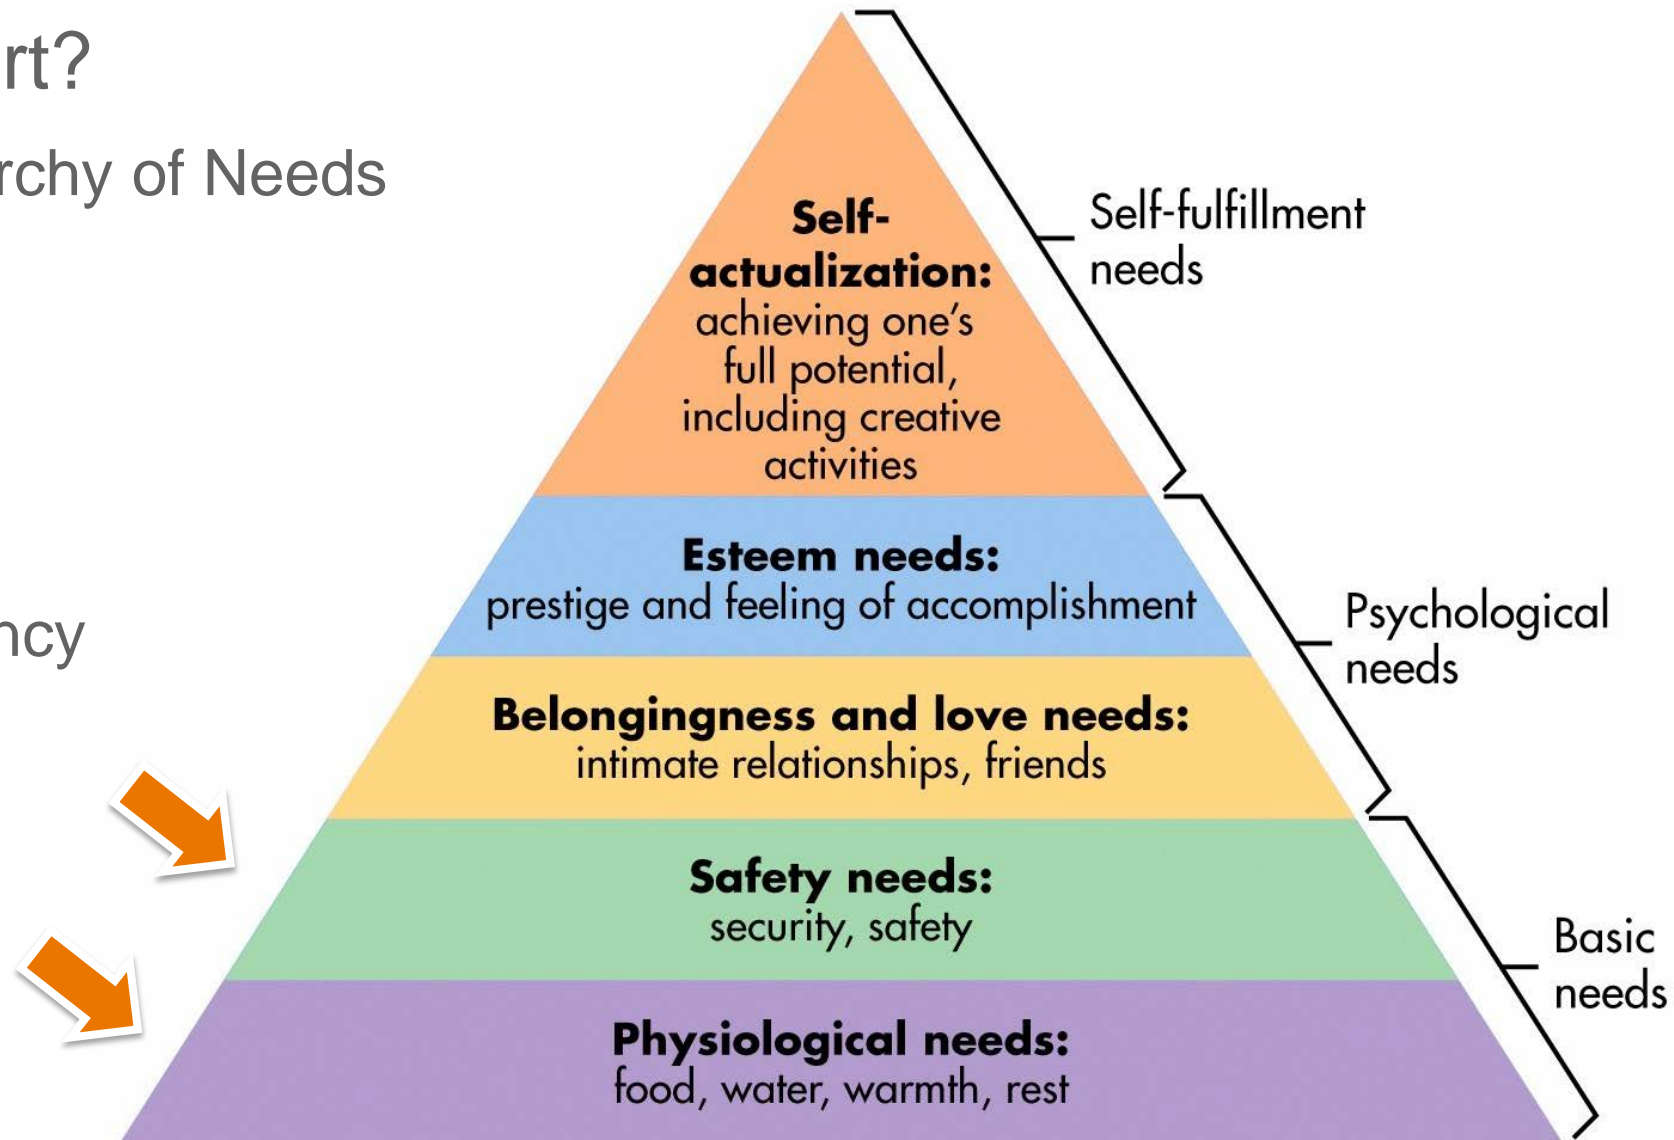 rt?
rchy of Needs
ncy
Self-
actualization:
achieving one's
full potential,
including creative
activities
Esteem needs:
prestige and feeling of accomplishment
Belongingness and love needs:
intimate relationships, friends
Safety needs:
security, safety
Physiological needs:
food, water, warmth, rest
Self-fulfillment
needs
Psychological
needs
Basic
needs